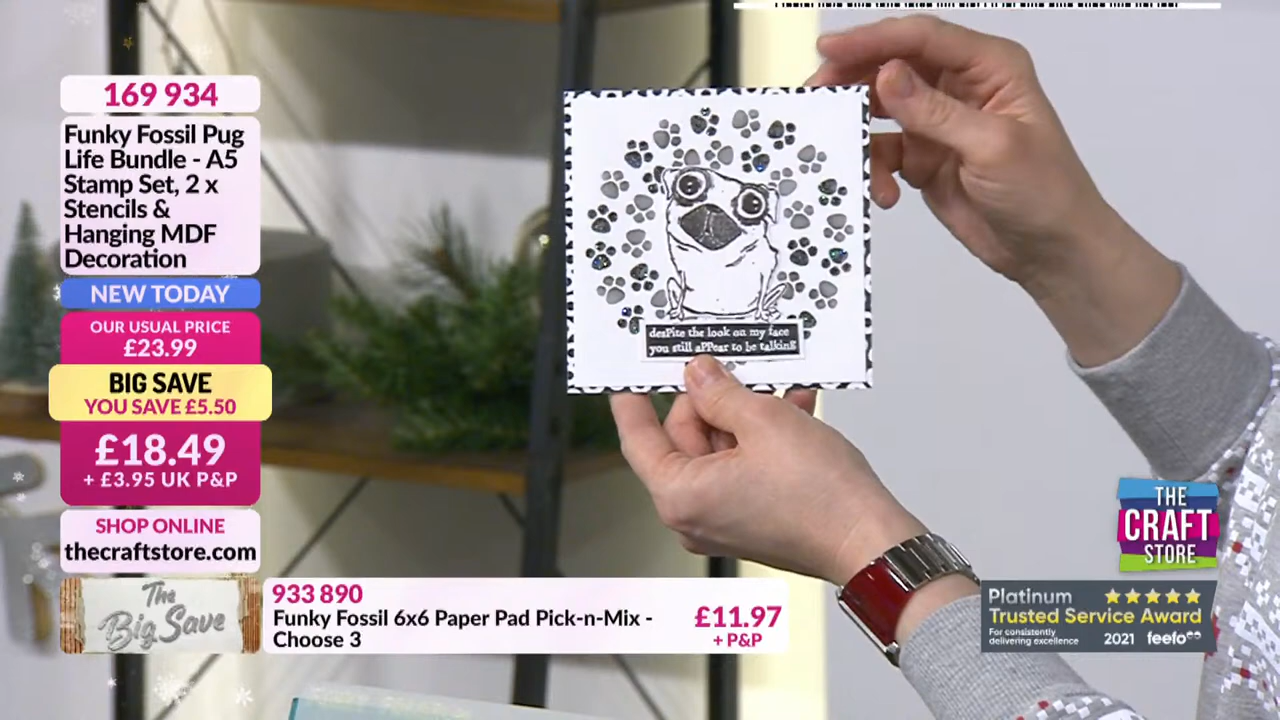 169 934
Funky Fossil Pug
Life Bundle - A5
Stamp Set, 2 x
Stencils &
Hanging MDF
Decoration
NEW TODAY
OUR USUAL PRICE
£23.99
BIG SAVE
YOU SAVE £5.50
£18.49
+ £3.95 UK P&P
SHOP ONLINE
thecraftstore.com
The
Big Save
933 890
Funky Fossil 6x6 Paper Pad Pick-n-Mix -
Choose 3
£11.97
+ P&P
desPite the look on my face
you still aPPear to be talking
THE
CRAFT
STORE
Platinum
Trusted Service Award
For consistently
delivering excellence
2021 feefo